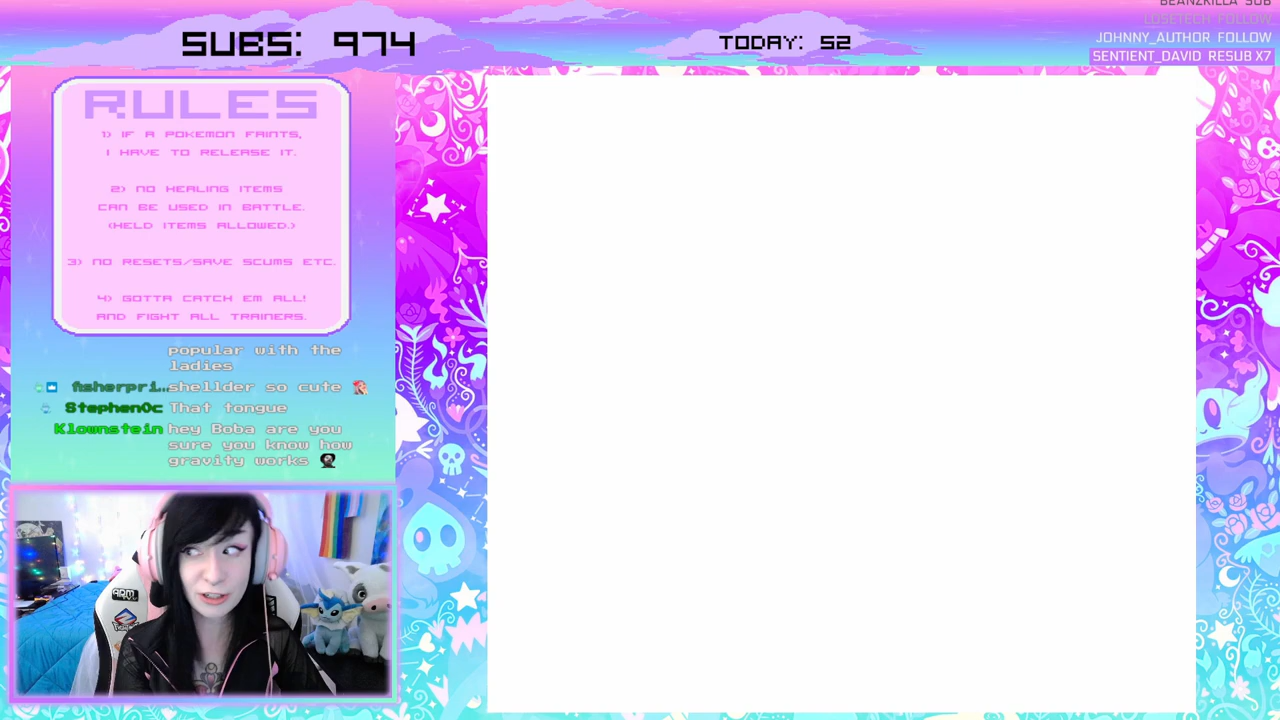 SUBS: 974
TODAY: 52
BEANZKILLA SUB
LOSETECH FOLLOW
JOHNNY_AUTHOR FOLLOW
SENTIENT_DAVID RESUB X7
RULES
1) IF A POKEMON FAINTS,
I HAVE TO RELEASE IT.
2) NO HEALING ITEMS
CAN BE USED IN BATTLE.
(HELD ITEMS ALLOWED.)
3) NO RESETS/SAVE SCUMS ETC.
4) GOTTA CATCH EM ALL!
AND FIGHT ALL TRAINERS.
popular with the
ladies
fisherpri... shellder so cute
StephenOc That tongue
Klownstein hey Boba are you
sure you know how
gravity works